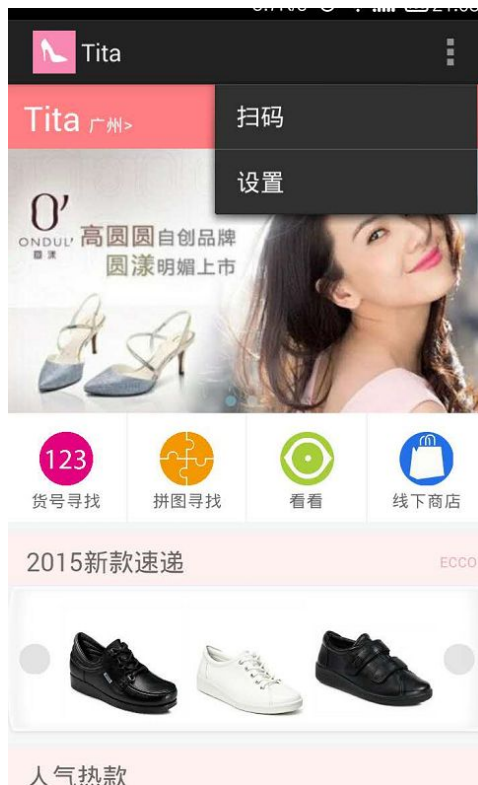 Tita
扫码
设置
Tita 广州>
O'
ONDUL'
圆漾
高圆圆自创品牌
圆漾明媚上市
123
货号寻找
拼图寻找
看看
线下商店
2015新款速递
ECCO
人气热款